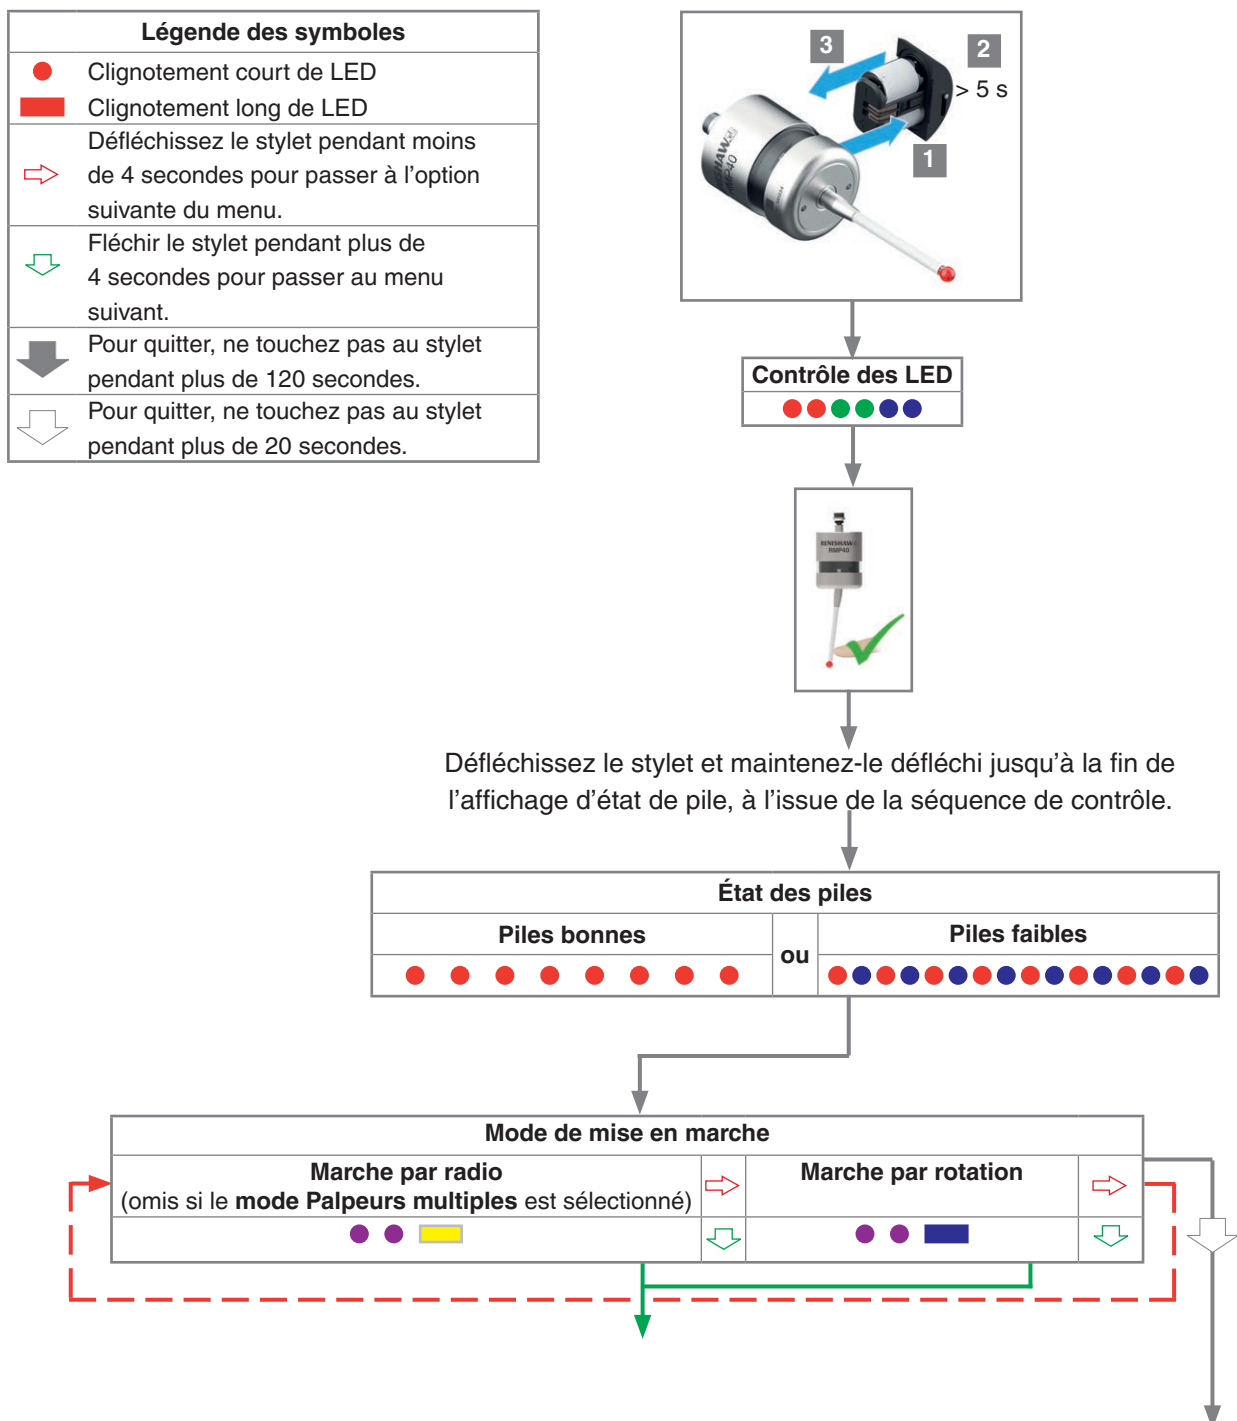 Légende des symboles
Clignotement court de LED
Clignotement long de LED
Défléchissez le stylet pendant moins
de 4 secondes pour passer à l’option
suivante du menu.
Fléchir le stylet pendant plus de
4 secondes pour passer au menu
suivant.
Pour quitter, ne touchez pas au stylet
pendant plus de 120 secondes.
Pour quitter, ne touchez pas au stylet
pendant plus de 20 secondes.
3
2
> 5 s
1
RMP40
Contrôle des LED
RENISHAW
RMP40
Défléchissez le stylet et maintenez-le défléchi jusqu’à la fin de
l’affichage d’état de pile, à l’issue de la séquence de contrôle.
État des piles
Piles bonnes
ou
Piles faibles
Mode de mise en marche
Marche par radio
(omis si le mode Palpeurs multiples est sélectionné)
Marche par rotation